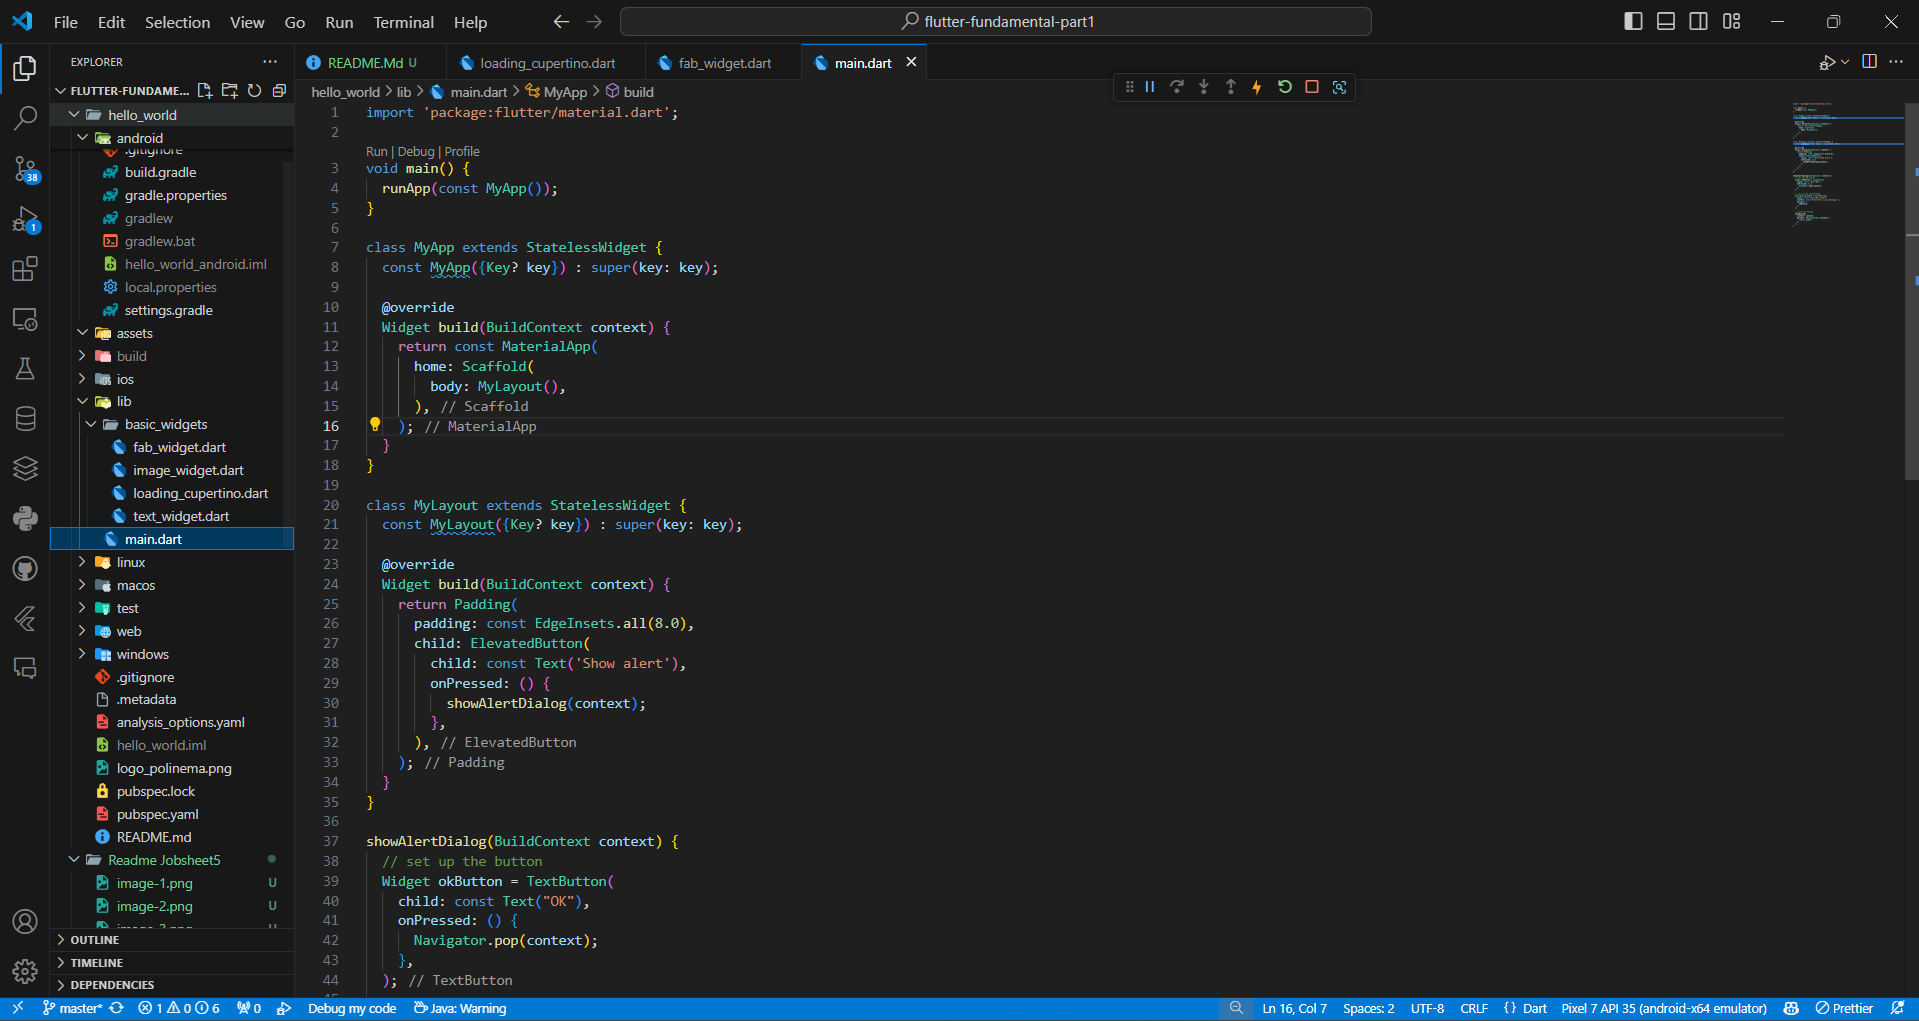 File Edit Selection View Go Run Terminal Help
flutter-fundamental-part1
EXPLORER
FLUTTER-FUNDAME...
hello_world
android
.gitignore
build.gradle
gradle.properties
gradlew
gradlew.bat
hello_world_android.iml
local.properties
settings.gradle
assets
build
ios
lib
basic_widgets
fab_widget.dart
image_widget.dart
loading_cupertino.dart
text_widget.dart
main.dart
linux
macos
test
web
windows
.gitignore
.metadata
analysis_options.yaml
hello_world.iml
logo_polinema.png
pubspec.lock
pubspec.yaml
README.md
Readme Jobsheet5
image-1.png U
image-2.png U
OUTLINE
TIMELINE
DEPENDENCIES
38
1
README.Md U
loading_cupertino.dart
fab_widget.dart
main.dart
hello_world > lib > main.dart > MyApp > build
1 import 'package:flutter/material.dart';
2
Run | Debug | Profile
3 void main() {
4 runApp(const MyApp());
5 }
6
7 class MyApp extends StatelessWidget {
8 const MyApp({Key? key}) : super(key: key);
9
10 @override
11 Widget build(BuildContext context) {
12 return const MaterialApp(
13 home: Scaffold(
14 body: MyLayout(),
15 ), // Scaffold
16 ); // MaterialApp
17 }
18 }
19
20 class MyLayout extends StatelessWidget {
21 const MyLayout({Key? key}) : super(key: key);
22
23 @override
24 Widget build(BuildContext context) {
25 return Padding(
26 padding: const EdgeInsets.all(8.0),
27 child: ElevatedButton(
28 child: const Text('Show alert'),
29 onPressed: () {
30 showAlertDialog(context);
31 },
32 ), // ElevatedButton
33 ); // Padding
34 }
35 }
36
37 showAlertDialog(BuildContext context) {
38 // set up the button
39 Widget okButton = TextButton(
40 child: const Text("OK"),
41 onPressed: () {
42 Navigator.pop(context);
43 },
44 ); // TextButton
master* 1 0 6 0 Debug my code Java: Warning
Ln 16, Col 7 Spaces: 2 UTF-8 CRLF { } Dart Pixel 7 API 35 (android-x64 emulator) Prettier